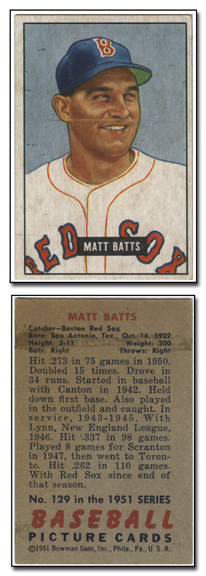 B
RED SOX
MATT BATTS
MATT BATTS
Catcher—Boston Red Sox
Born: San Antonio, Tex., Oct. 16, 1922
Height: 5-11 Weight: 200
Bats: Right Throws: Right
Hit .273 in 75 games in 1950.
Doubled 15 times. Drove in
34 runs. Started in baseball
with Canton in 1942. Held
down first base. Also played
in the outfield and caught. In
service, 1943-1945. With
Lynn, New England League,
1946. Hit .337 in 98 games.
Played 8 games for Scranton
in 1947, then went to Toron-
to. Hit .262 in 110 games.
With Red Sox since end of
No. 129 in the 1951 SERIES
BASEBALL
PICTURE CARDS
©1951 Bowman Gum, Inc., Phila., Pa., U. S. A.